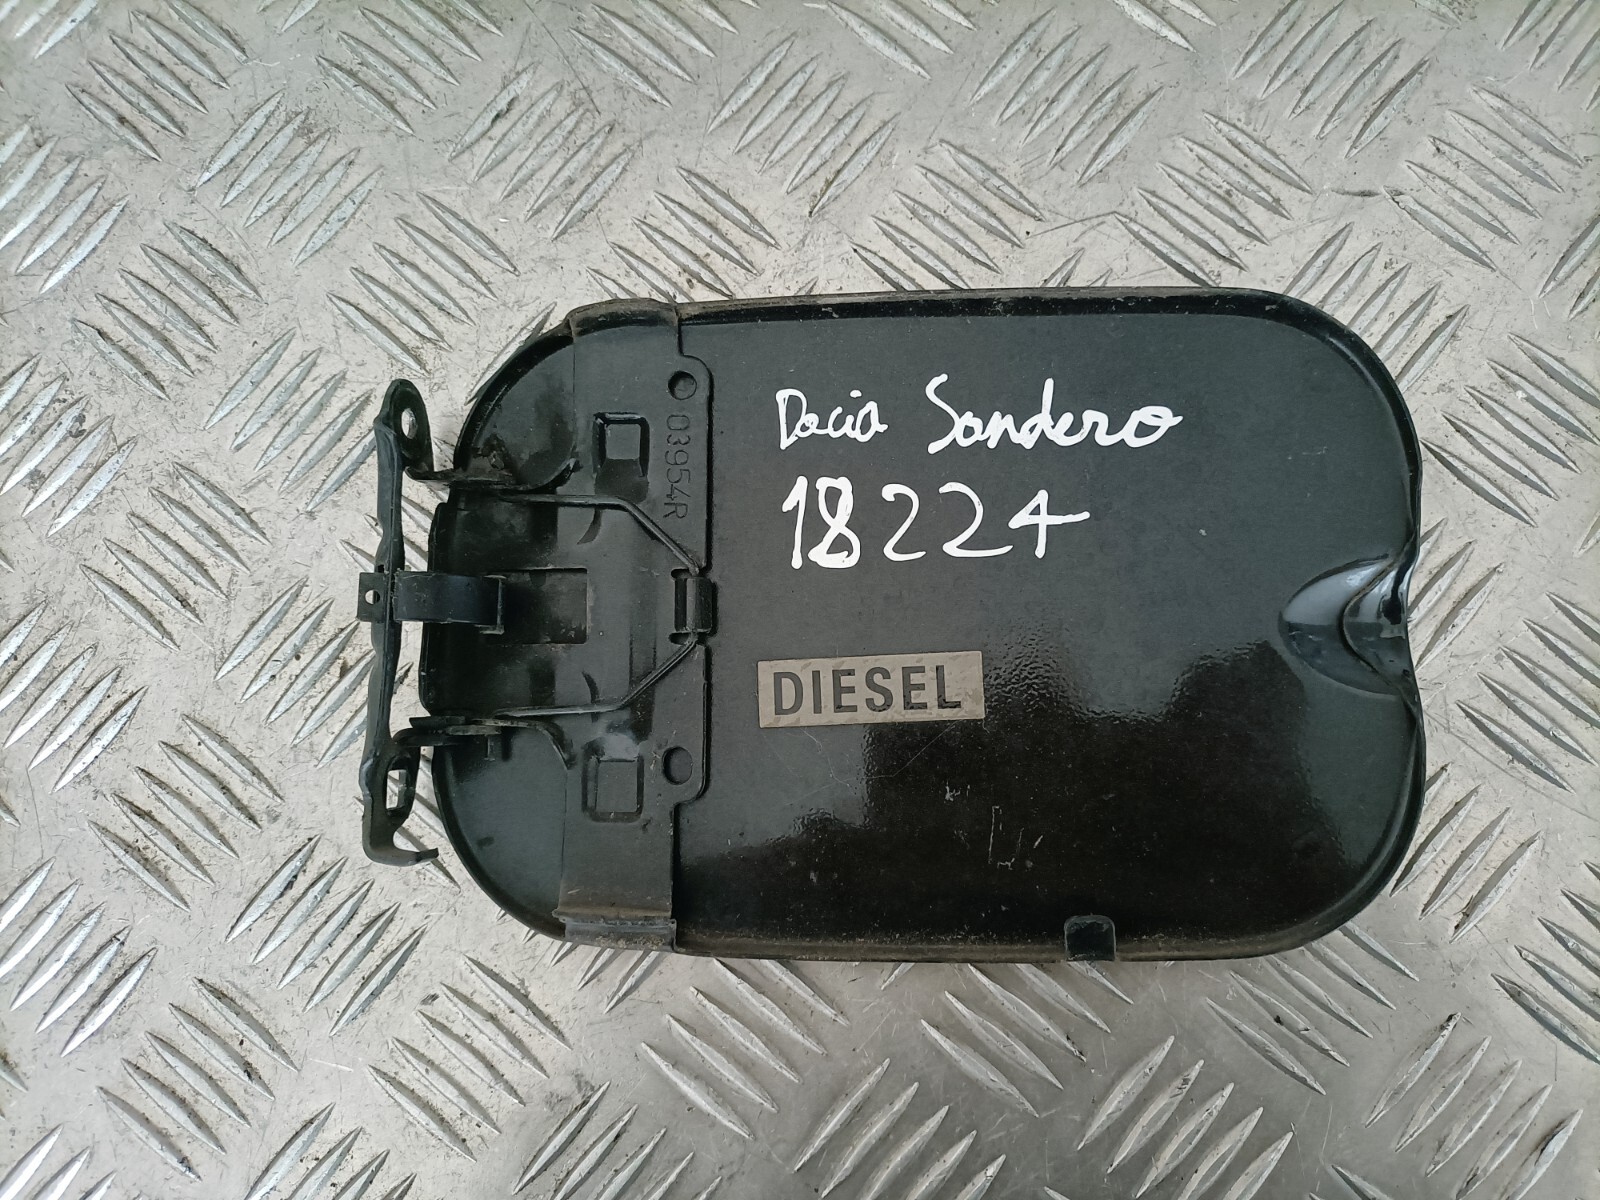 Dacia Sandero
18224
03954R
DIESEL